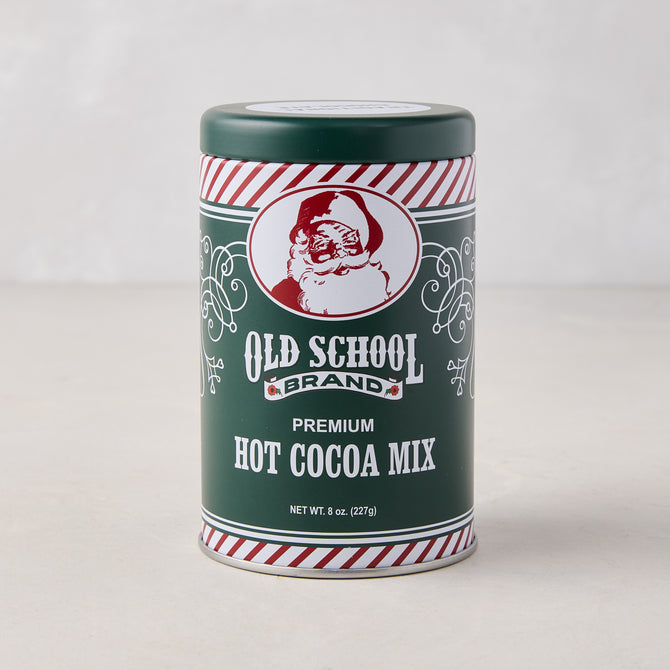 OLD SCHOOL
BRAND
PREMIUM
HOT COCOA MIX
NET WT. 8 oz. (227g)